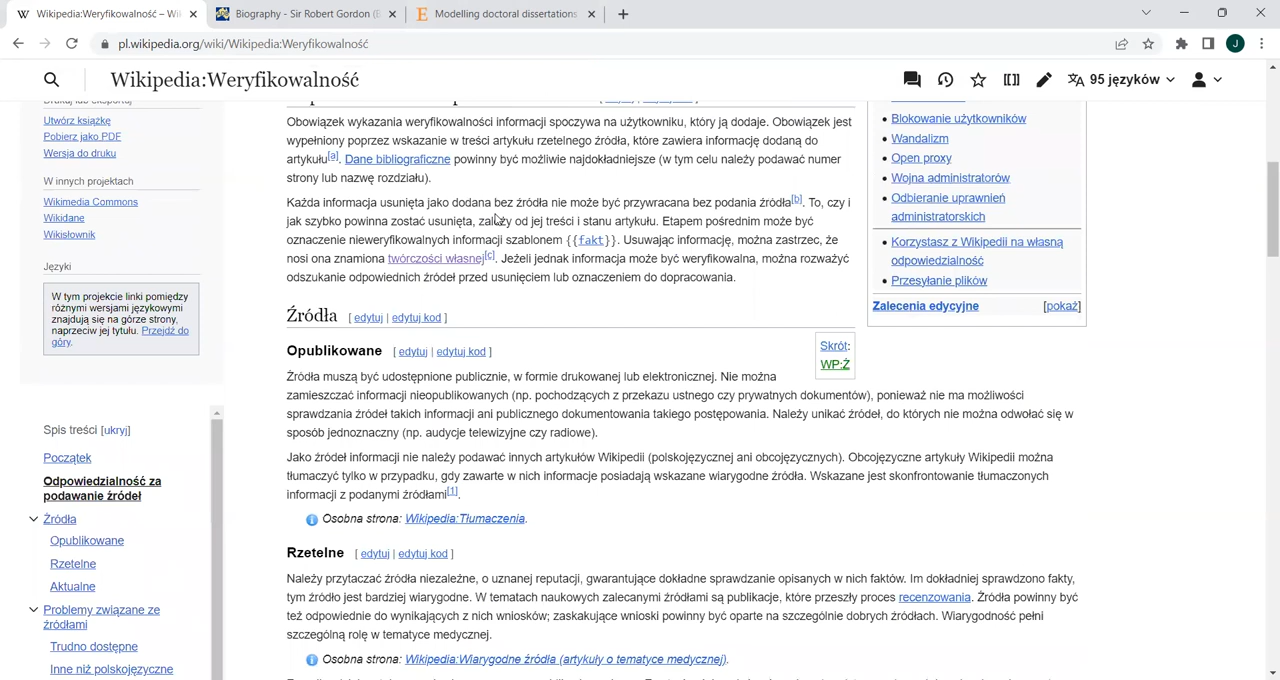 Wikipedia:Weryfikowalność – Wi
Biography - Sir Robert Gordon (B
Modelling doctoral dissertations
pl.wikipedia.org/wiki/Wikipedia:Weryfikowalność
J
Wikipedia:Weryfikowalność
95 języków
Drukuj lub eksportuj
Utwórz książkę
Pobierz jako PDF
Wersja do druku
W innych projektach
Wikimedia Commons
Wikidane
Wikisłownik
Języki
W tym projekcie linki pomiędzy
różnymi wersjami językowymi
znajdują się na górze strony,
naprzeciw jej tytułu. Przejdź do
góry.
Spis treści [ukryj]
Początek
Odpowiedzialność za
podawanie źródeł
Źródła
Opublikowane
Rzetelne
Aktualne
Problemy związane ze
źródłami
Trudno dostępne
Inne niż polskojęzyczne
Obowiązek wykazania weryfikowalności informacji spoczywa na użytkowniku, który ją dodaje. Obowiązek jest
wypełniony poprzez wskazanie w treści artykułu rzetelnego źródła, które zawiera informację dodaną do
artykułu[a]. Dane bibliograficzne powinny być możliwie najdokładniejsze (w tym celu należy podawać numer
strony lub nazwę rozdziału).
Każda informacja usunięta jako dodana bez źródła nie może być przywracana bez podania źródła[b]. To, czy i
jak szybko powinna zostać usunięta, zależy od jej treści i stanu artykułu. Etapem pośrednim może być
oznaczenie nieweryfikowalnych informacji szablonem {{fakt}}. Usuwając informację, można zastrzec, że
nosi ona znamiona twórczości własnej[c]. Jeżeli jednak informacja może być weryfikowalna, można rozważyć
odszukanie odpowiednich źródeł przed usunięciem lub oznaczeniem do dopracowania.
Źródła [ edytuj | edytuj kod ]
Opublikowane [ edytuj | edytuj kod ]
Skrót:
WP:Ź
Źródła muszą być udostępnione publicznie, w formie drukowanej lub elektronicznej. Nie można
zamieszczać informacji nieopublikowanych (np. pochodzących z przekazu ustnego czy prywatnych dokumentów), ponieważ nie ma możliwości
sprawdzania źródeł takich informacji ani publicznego dokumentowania takiego postępowania. Należy unikać źródeł, do których nie można odwołać się w
sposób jednoznaczny (np. audycje telewizyjne czy radiowe).
Jako źródeł informacji nie należy podawać innych artykułów Wikipedii (polskojęzycznej ani obcojęzycznych). Obcojęzyczne artykuły Wikipedii można
tłumaczyć tylko w przypadku, gdy zawarte w nich informacje posiadają wskazane wiarygodne źródła. Wskazane jest skonfrontowanie tłumaczonych
informacji z podanymi źródłami[1].
Osobna strona: Wikipedia:Tłumaczenia.
Rzetelne [ edytuj | edytuj kod ]
Należy przytaczać źródła niezależne, o uznanej reputacji, gwarantujące dokładne sprawdzanie opisanych w nich faktów. Im dokładniej sprawdzono fakty,
tym źródło jest bardziej wiarygodne. W tematach naukowych zalecanymi źródłami są publikacje, które przeszły proces recenzowania. Źródła powinny być
też odpowiednie do wynikających z nich wniosków; zaskakujące wnioski powinny być oparte na szczególnie dobrych źródłach. Wiarygodność pełni
szczególną rolę w tematyce medycznej.
Osobna strona: Wikipedia:Wiarygodne źródła (artykuły o tematyce medycznej).
Blokowanie użytkowników
Wandalizm
Open proxy
Wojna administratorów
Odbieranie uprawnień
administratorskich
Korzystasz z Wikipedii na własną
odpowiedzialność
Przesyłanie plików
Zalecenia edycyjne [pokaż]